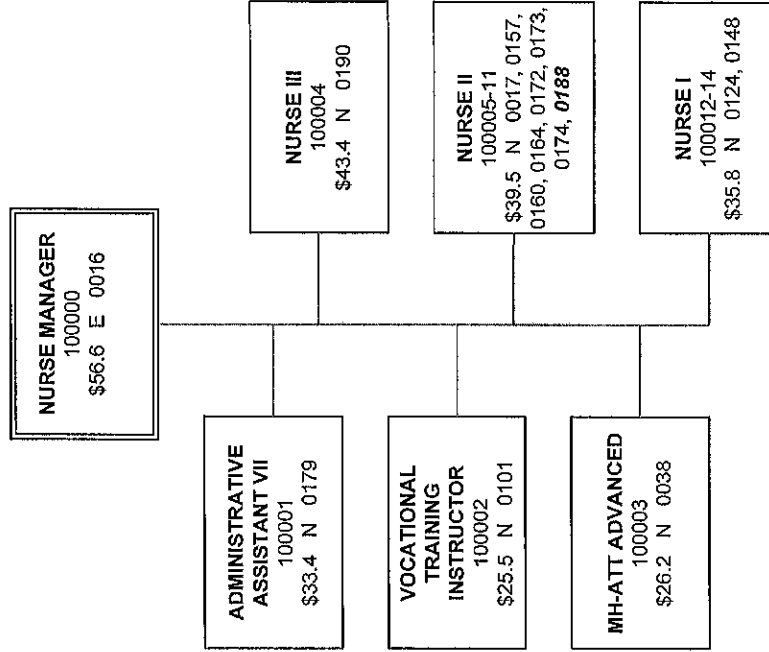 NURSE MANAGER
100000
$56.6 E 0016
ADMINISTRATIVE
ASSISTANT VII
100001
$33.4 N 0179
VOCATIONAL
TRAINING
INSTRUCTOR
100002
$25.5 N 0101
MH-ATT ADVANCED
100003
$26.2 N 0038
NURSE III
100004
$43.4 N 0190
NURSE II
100005-11
$39.5 N 0017, 0157,
0160, 0164, 0172, 0173,
0174, 0188
NURSE I
100012-14
$35.8 N 0124, 0148